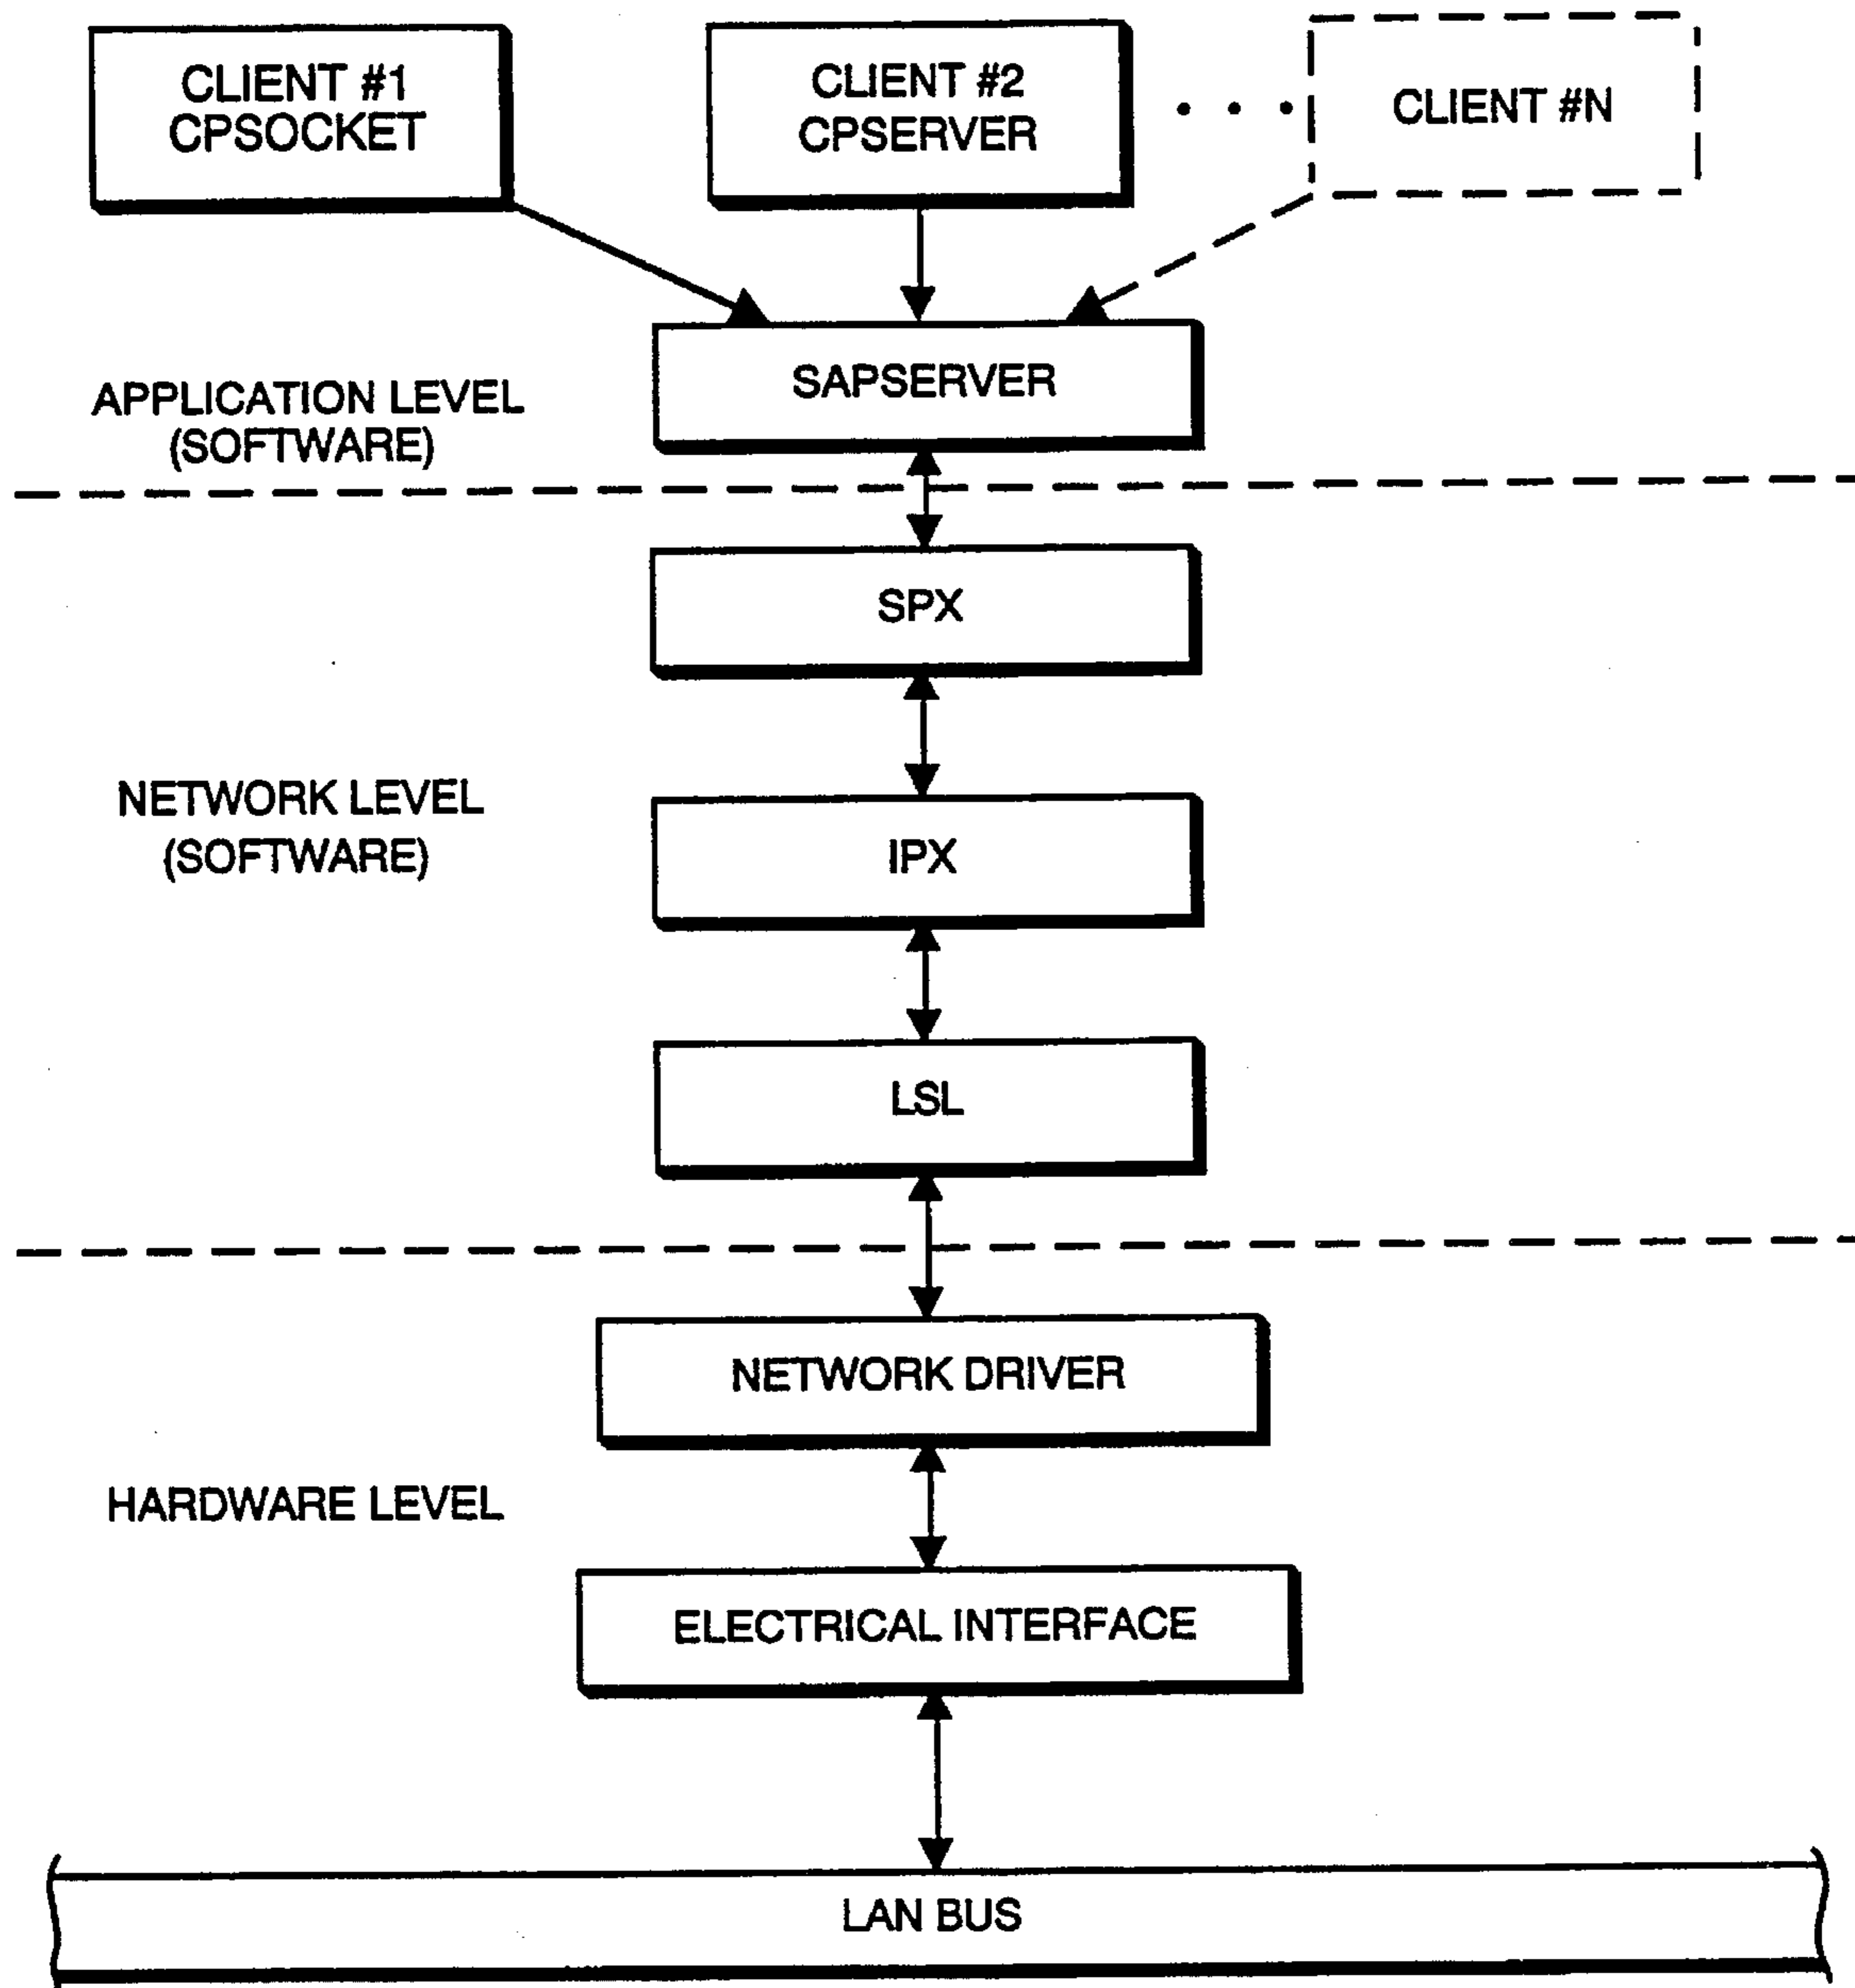 CLIENT #1
CPSOCKET
CLIENT #2
CPSERVER
CLIENT #N
SAPSERVER
APPLICATION LEVEL
(SOFTWARE)
SPX
NETWORK LEVEL
(SOFTWARE)
IPX
LSL
NETWORK DRIVER
HARDWARE LEVEL
ELECTRICAL INTERFACE
LAN BUS